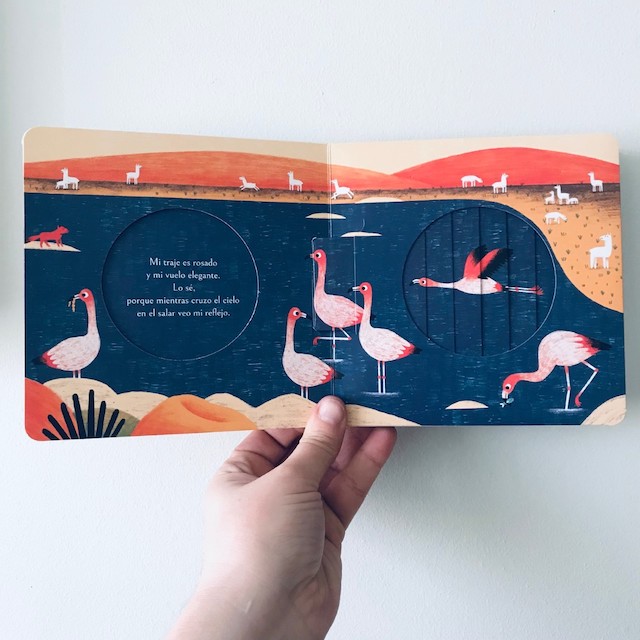 Mi traje es rosado
y mi vuelo elegante.
Lo sé,
porque mientras cruzo el cielo
en el salar veo mi reflejo.